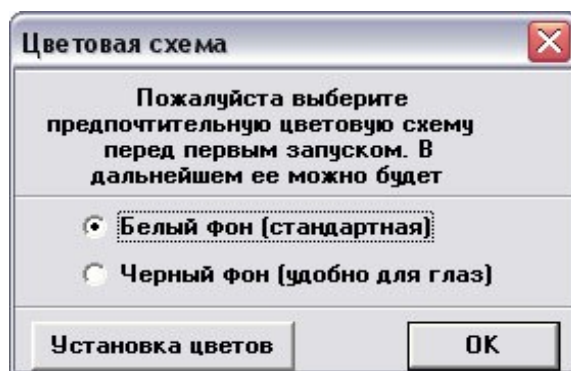 Цветовая схема
Пожалуйста выберите
предпочтительную цветовую схему
перед первым запуском. В
дальнейшем ее можно будет
Белый фон (стандартная)
Черный фон (удобно для глаз)
Установка цветов
OK